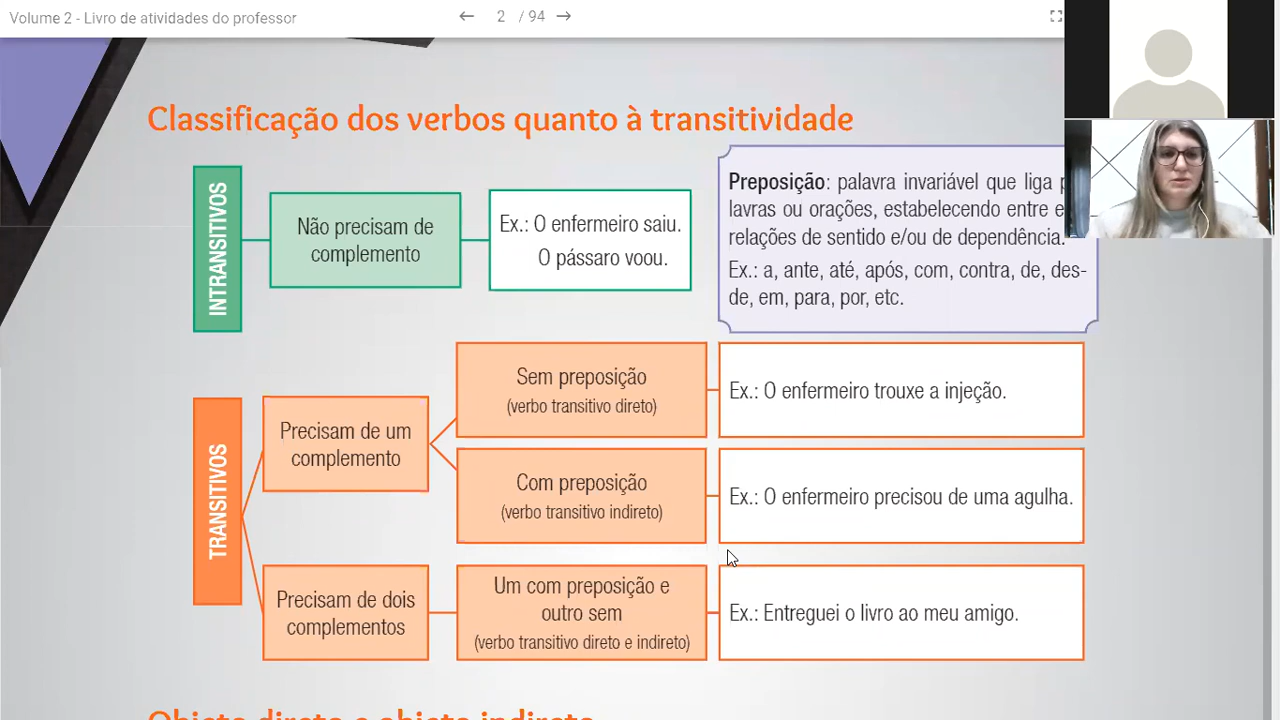 Volume 2 - Livro de atividades do professor
2 / 94
Classificação dos verbos quanto à transitividade
INTRANSITIVOS
Não precisam de
complemento
Ex.: O enfermeiro saiu.
O pássaro voou.
Preposição: palavra invariável que liga
lavras ou orações, estabelecendo entre
relações de sentido e/ou de dependência.
Ex.: a, ante, até, após, com, contra, de, des-
de, em, para, por, etc.
TRANSITIVOS
Precisam de um
complemento
Sem preposição
(verbo transitivo direto)
Ex.: O enfermeiro trouxe a injeção.
Com preposição
(verbo transitivo indireto)
Ex.: O enfermeiro precisou de uma agulha.
Precisam de dois
complementos
Um com preposição e
outro sem
(verbo transitivo direto e indireto)
Ex.: Entreguei o livro ao meu amigo.
Objeto direto e objeto indireto